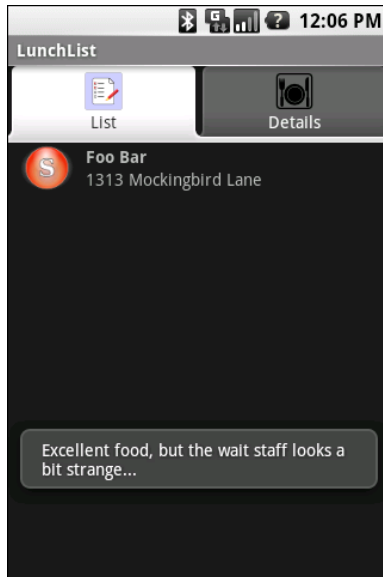 12:06 PM
LunchList
List
Details
S
Foo Bar
1313 Mockingbird Lane
Excellent food, but the wait staff looks a
bit strange...